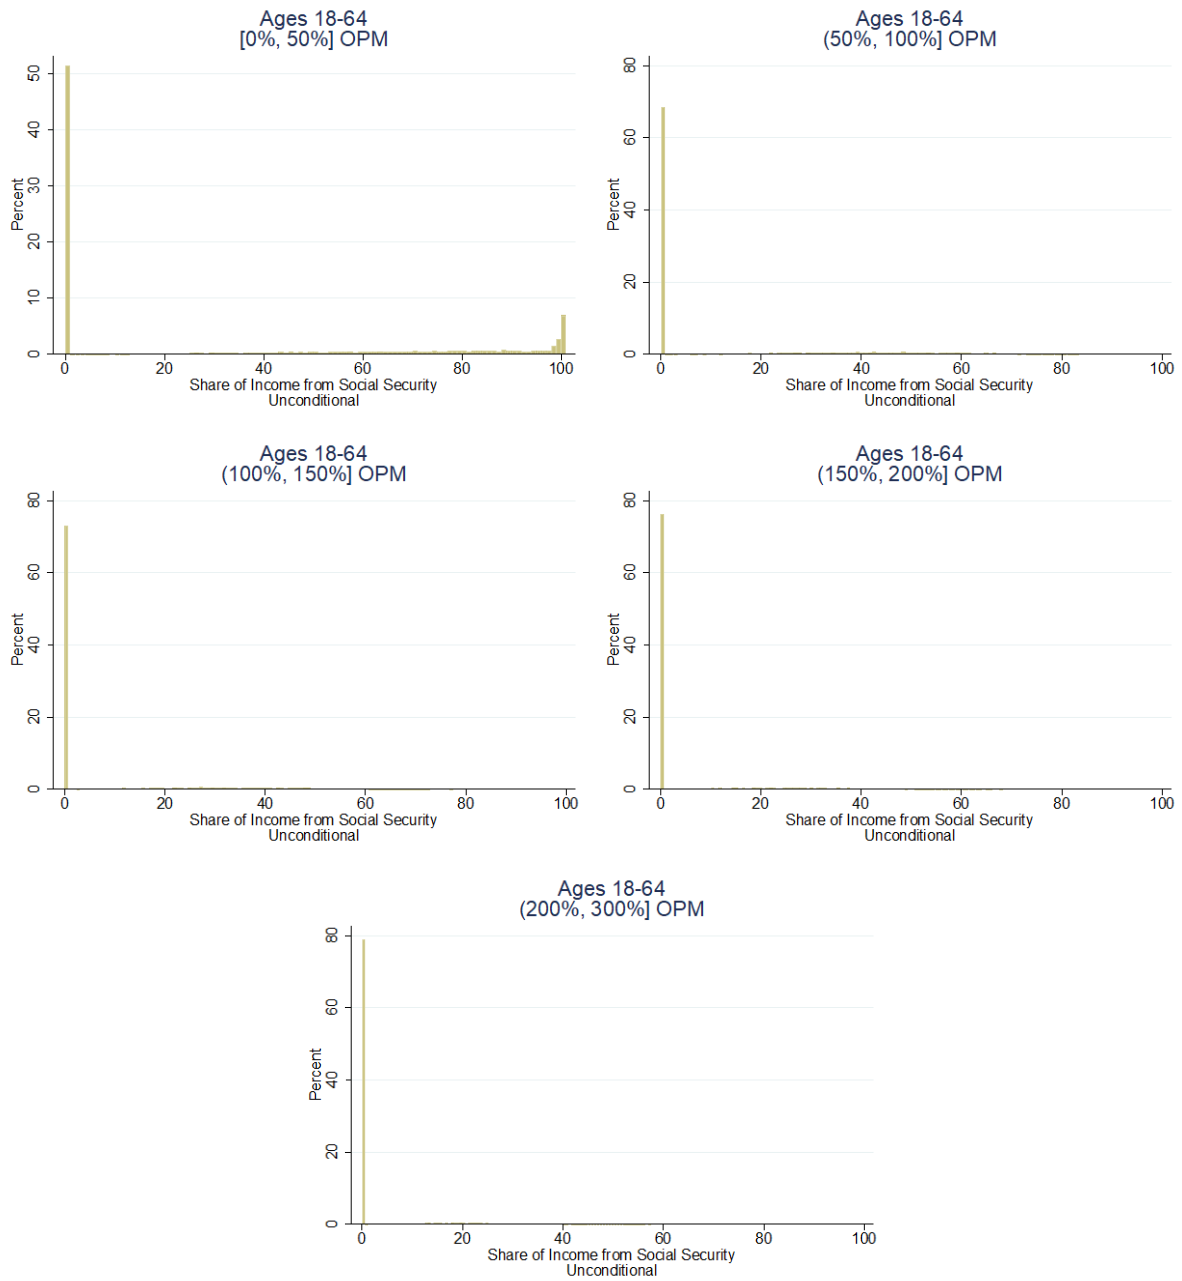 Ages 18-64
[0%, 50%] OPM
Percent
50
40
30
20
10
0
0 20 40 60 80 100
Share of Income from Social Security
Unconditional
Ages 18-64
(50%, 100%] OPM
Percent
80
60
40
20
0
0 20 40 60 80 100
Share of Income from Social Security
Unconditional
Ages 18-64
(100%, 150%] OPM
Percent
80
60
40
20
0
0 20 40 60 80 100
Share of Income from Social Security
Unconditional
Ages 18-64
(150%, 200%] OPM
Percent
80
60
40
20
0
0 20 40 60 80 100
Share of Income from Social Security
Unconditional
Ages 18-64
(200%, 300%] OPM
Percent
80
60
40
20
0
0 20 40 60 80 100
Share of Income from Social Security
Unconditional